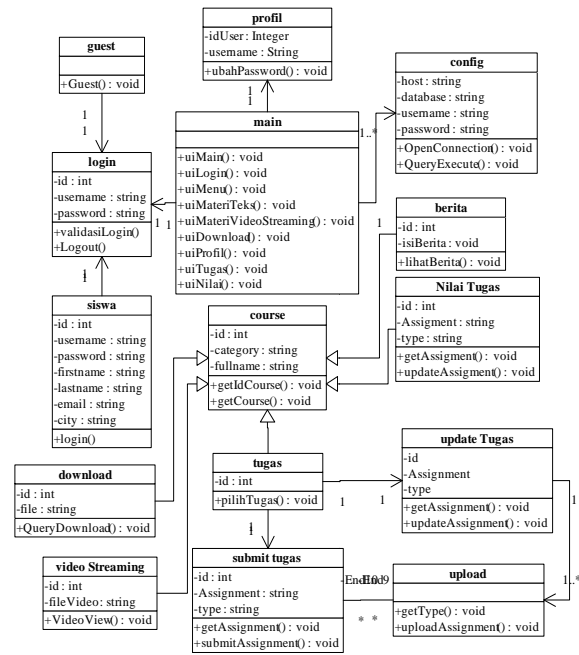 profil
-idUser : Integer
-username : String
+ubahPassword() : void
guest
+Guest() : void
config
-host : string
-database : string
-username : string
-password : string
+OpenConnection() : void
+QueryExecute() : void
1
1
1
1
main
+uiMain() : void
+uiLogin() : void
+uiMenu() : void
+uiMateriTeks() : void
+uiMateriVideoStreaming() : void
+uiDownload() : void
+uiProfil() : void
+uiTugas() : void
+uiNilai() : void
1..*
1
login
-id : int
-username : string
-password : string
+validasiLogin()
+Logout()
1
1
1
1
siswa
-id : int
-username : string
-password : string
-firstname : string
-lastname : string
-email : string
-city : string
+login()
berita
-id : int
-isiBerita : void
+lihatBerita() : void
1
Nilai Tugas
-id : int
-Assigment : string
-type : string
+getAssigment() : void
+updateAssigment() : void
course
-id : int
-category : string
-fullname : string
+getIdCourse() : void
+getCourse() : void
download
-id : int
-file : string
+QueryDownload() : void
tugas
-id : int
+pilihTugas() : void
1
1
update Tugas
-id
-Assignment
-type
+getAssignment() : void
+updateAssignment() : void
1
1..*
1
1
video Streaming
-id : int
-fileVideo : string
+VideoView() : void
submit tugas
-id : int
-Assignment : string
-type : string
+getAssignment() : void
+submitAssignment() : void
* *
upload
+getType() : void
+uploadAssignment() : void